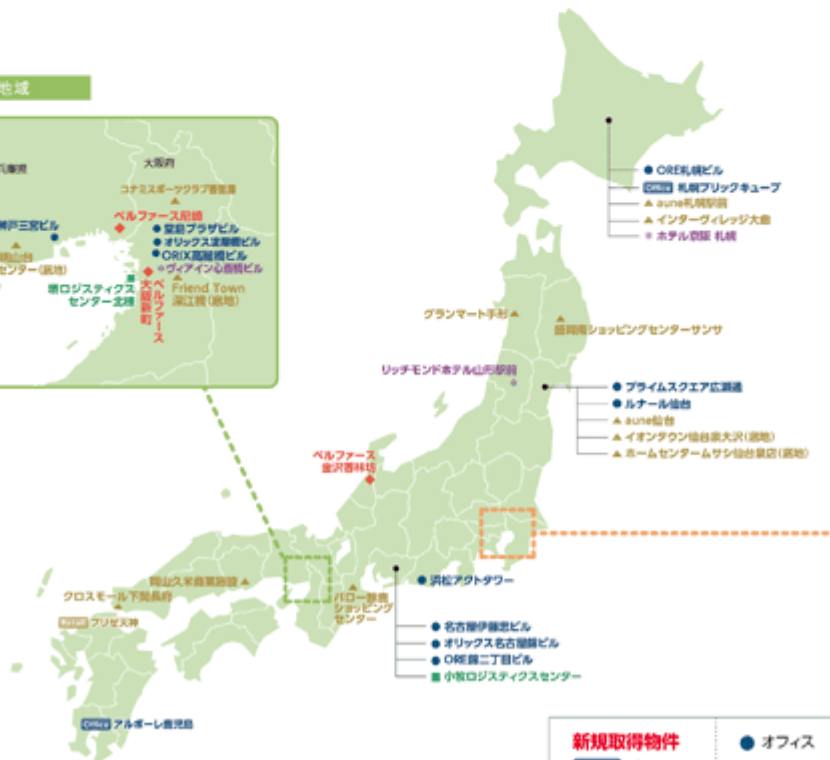 地域
兵庫県
大阪府
コナミスポーツクラブ香里園
ベルファース尼崎
神戸三宮ビル
堂島プラザビル
オリックス淀屋橋ビル
ORIX高麗橋ビル
ヴィアイン心斎橋ビル
明山台
センター(底地)
堺ロジスティクス
センター北棟
ベルファース
大阪新町
Friend Town
深江橋(底地)
ORE札幌ビル
Office 札幌ブリックキューブ
aune札幌駅前
インターヴィレッジ大曲
ホテル京阪 札幌
グランマート手形
盛岡南ショッピングセンターサンサ
リッチモンドホテル山形駅前
プライムスクエア広瀬通
ルナール仙台
aune仙台
イオンタウン仙台泉大沢(底地)
ホームセンタームサシ仙台泉店(底地)
ベルファース
金沢香林坊
岡山久米商業施設
クロスモール下関長府
Retail プリゼ天神
バロー鈴鹿
ショッピング
センター
浜松アクトタワー
名古屋伊藤忠ビル
オリックス名古屋錦ビル
ORE錦二丁目ビル
小牧ロジスティクスセンター
Office アルボーレ鹿児島
新規取得物件
オフィス